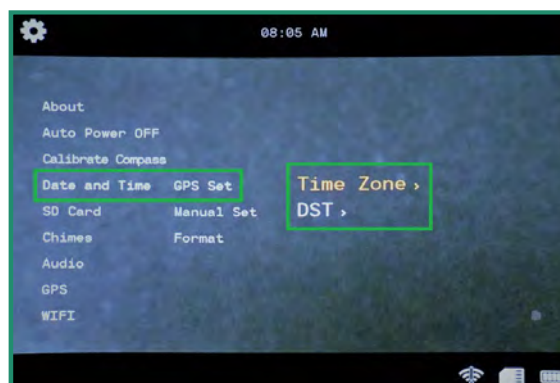 08:05 AM
About
Auto Power OFF
Calibrate Compass
Date and Time GPS Set Time Zone ›
SD Card Manual Set DST ›
Chimes Format
Audio
GPS
WIFI